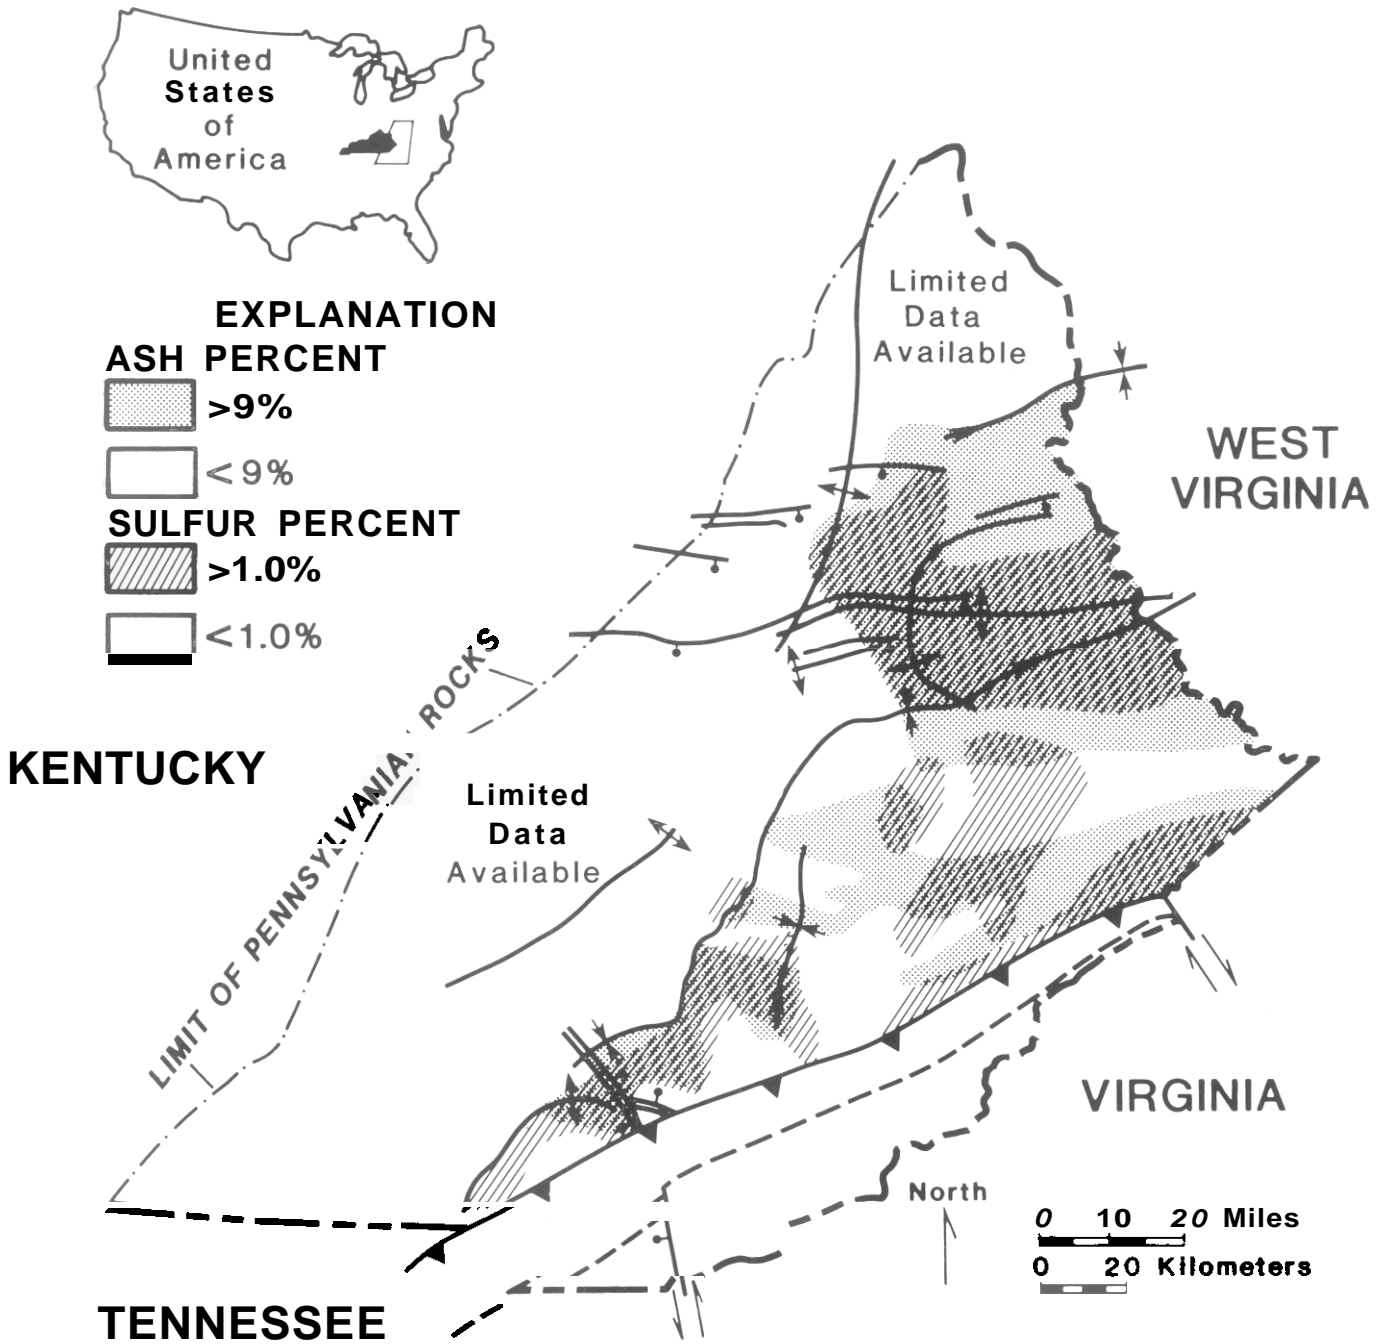 United
States
of
America
EXPLANATION
ASH PERCENT
>9%
<9%
SULFUR PERCENT
>1.0%
<1.0%
Limited
Data
Available
WEST
VIRGINIA
LIMIT OF PENNSYLVANIAN ROCKS
KENTUCKY
Limited
Data
Available
VIRGINIA
North
0 10 20 Miles
0 20 Kilometers
TENNESSEE